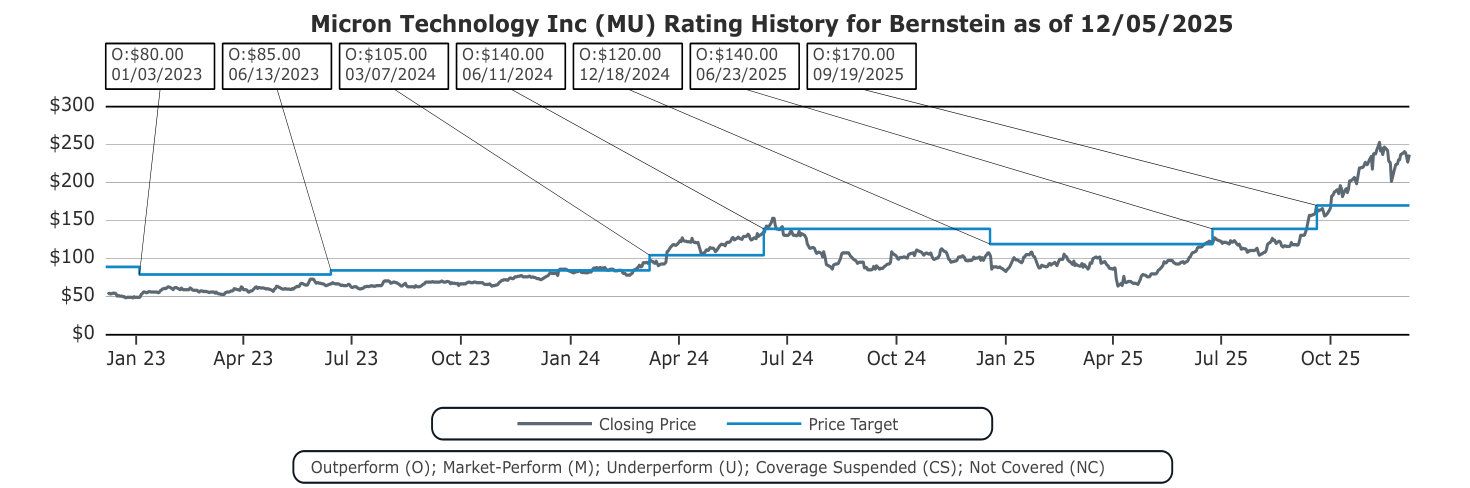 Micron Technology Inc (MU) Rating History for Bernstein as of 12/05/2025
O:$80.00
01/03/2023
O:$85.00
06/13/2023
O:$105.00
03/07/2024
O:$140.00
06/11/2024
O:$120.00
12/18/2024
O:$140.00
06/23/2025
O:$170.00
09/19/2025
$300
$250
$200
$150
$100
$50
$0
Jan 23
Apr 23
Jul 23
Oct 23
Jan 24
Apr 24
Jul 24
Oct 24
Jan 25
Apr 25
Jul 25
Oct 25
Closing Price
Price Target
Outperform (O); Market-Perform (M); Underperform (U); Coverage Suspended (CS); Not Covered (NC)